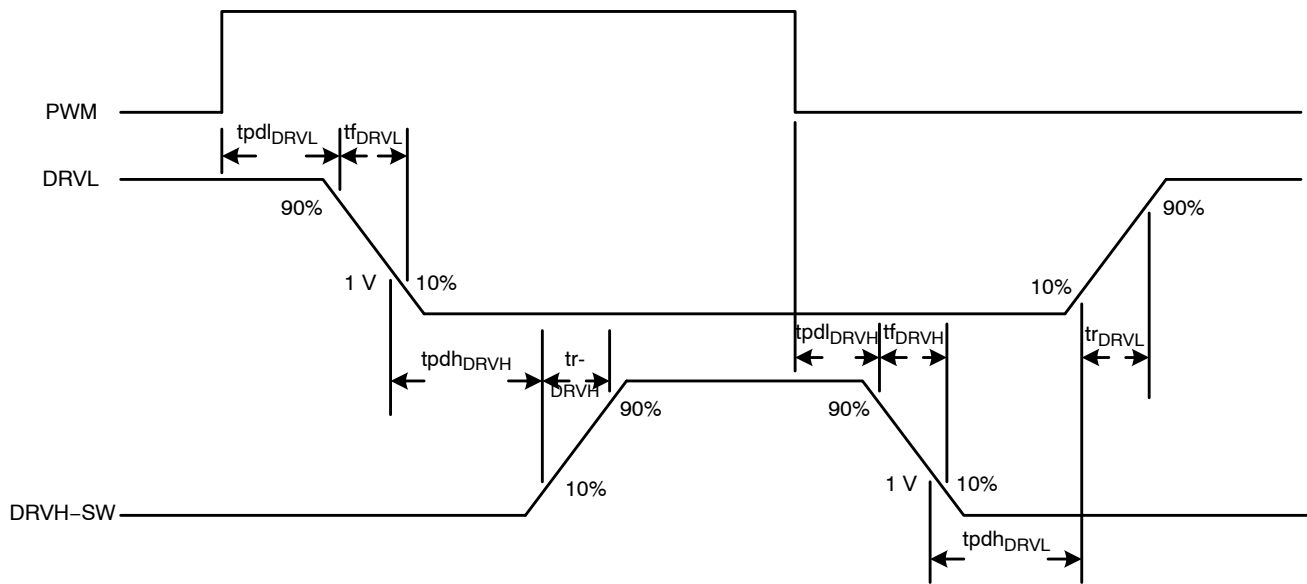 PWM
tpdlDRVL
tfDRVL
DRVL
90%
90%
1 V
10%
10%
tpdhDRVH
tr-
DRVH
tpdlDRVH
tfDRVH
trDRVL
90%
90%
10%
1 V
10%
DRVH−SW
tpdhDRVL